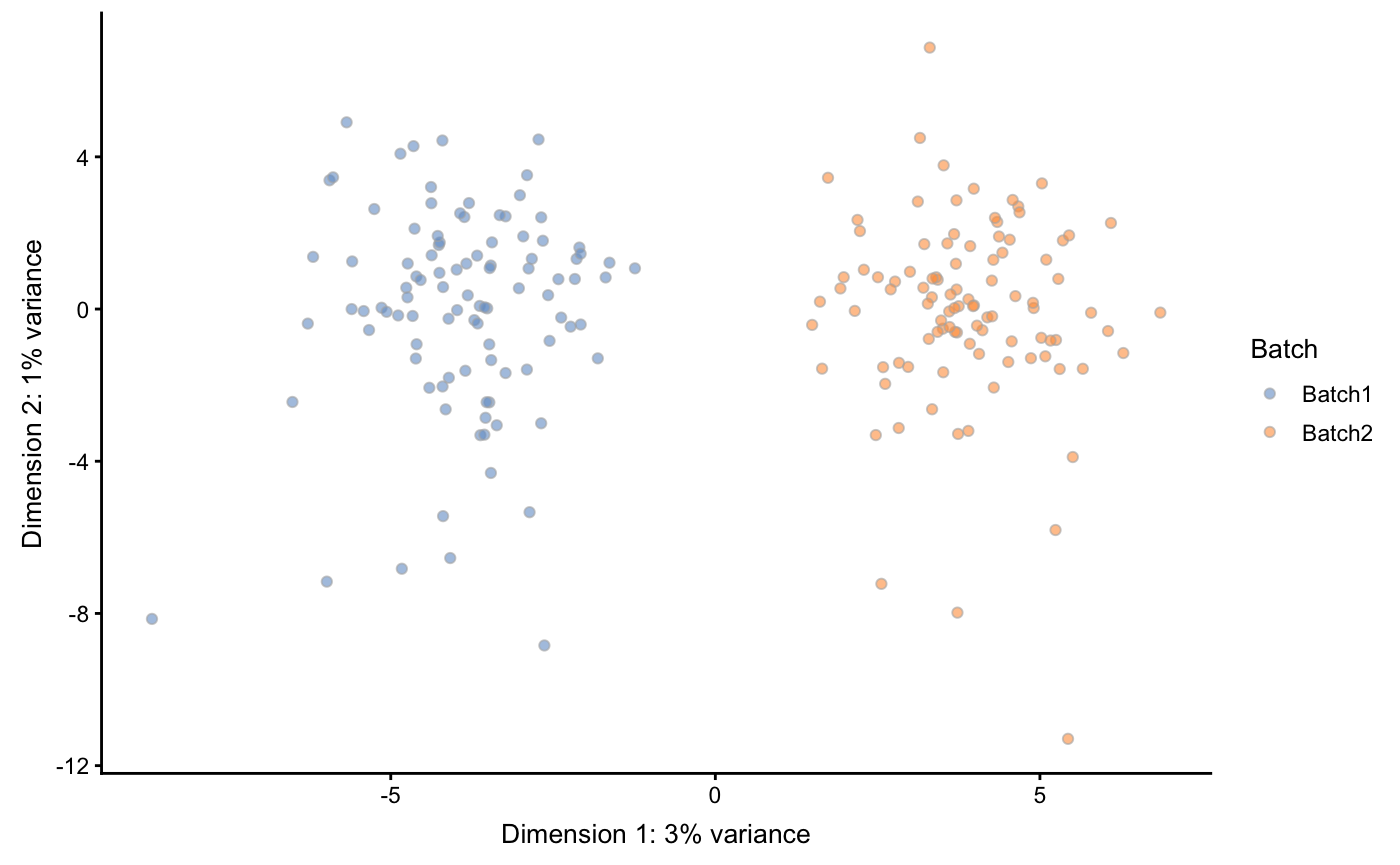 4
0
-4
-8
-12
-5
0
5
Dimension 1: 3% variance
Dimension 2: 1% variance
Batch
Batch1
Batch2